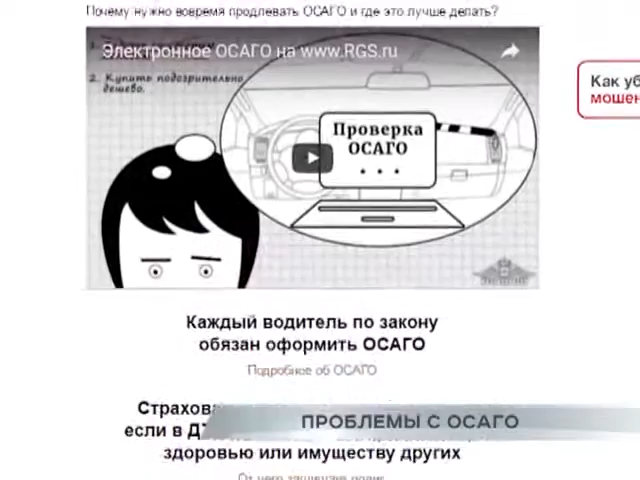 Почему нужно вовремя продлевать ОСАГО и где это лучше делать?
Электронное ОСАГО на www.RGS.ru
2. Купить подозрительно
дешево.
Проверка
ОСАГО
. . .
Как уб
мошен
Каждый водитель по закону
обязан оформить ОСАГО
Подробное об ОСАГО
Страхова
если в Д
ПРОБЛЕМЫ С ОСАГО
здоровью или имуществу других